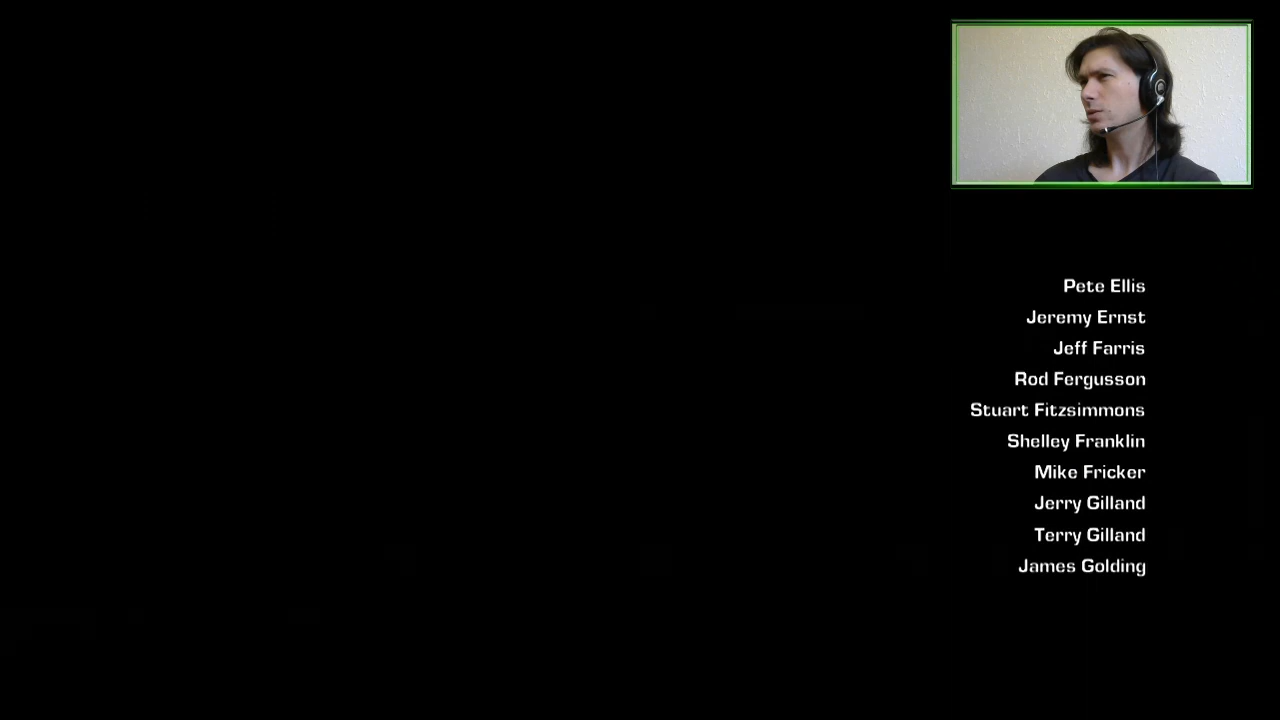 Pete Ellis
Jeremy Ernst
Jeff Farris
Rod Fergusson
Stuart Fitzsimmons
Shelley Franklin
Mike Fricker
Jerry Gilland
Terry Gilland
James Golding